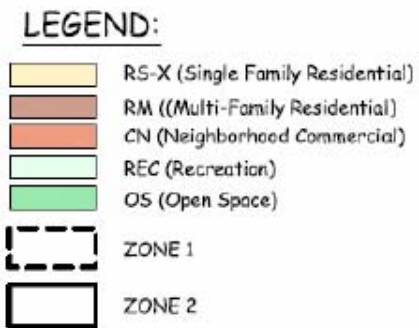 LEGEND:
RS-X (Single Family Residential)
RM ((Multi-Family Residential)
CN (Neighborhood Commercial)
REC (Recreation)
OS (Open Space)
ZONE 1
ZONE 2